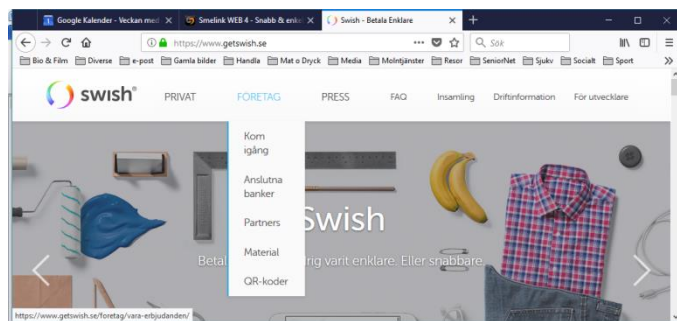 Google Kalender - Veckan med
Smelink WEB 4 - Snabb & enkel
Swish - Betala Enklare
https://www.getswish.se
Sök
Bio & Film Diverse e-post Gamla bilder Handla Mat o Dryck Media Molntjänster Resor SeniorNet Sjukv Socialt Sport
swish®
PRIVAT FÖRETAG PRESS FAQ Insamling Driftinformation För utvecklare
Kom
igång
Anslutna
banker
Partners
Material
QR-koder
Swish
Betal rig varit enklare. Eller snabbare
https://www.getswish.se/foretag/vara-erbjudanden/